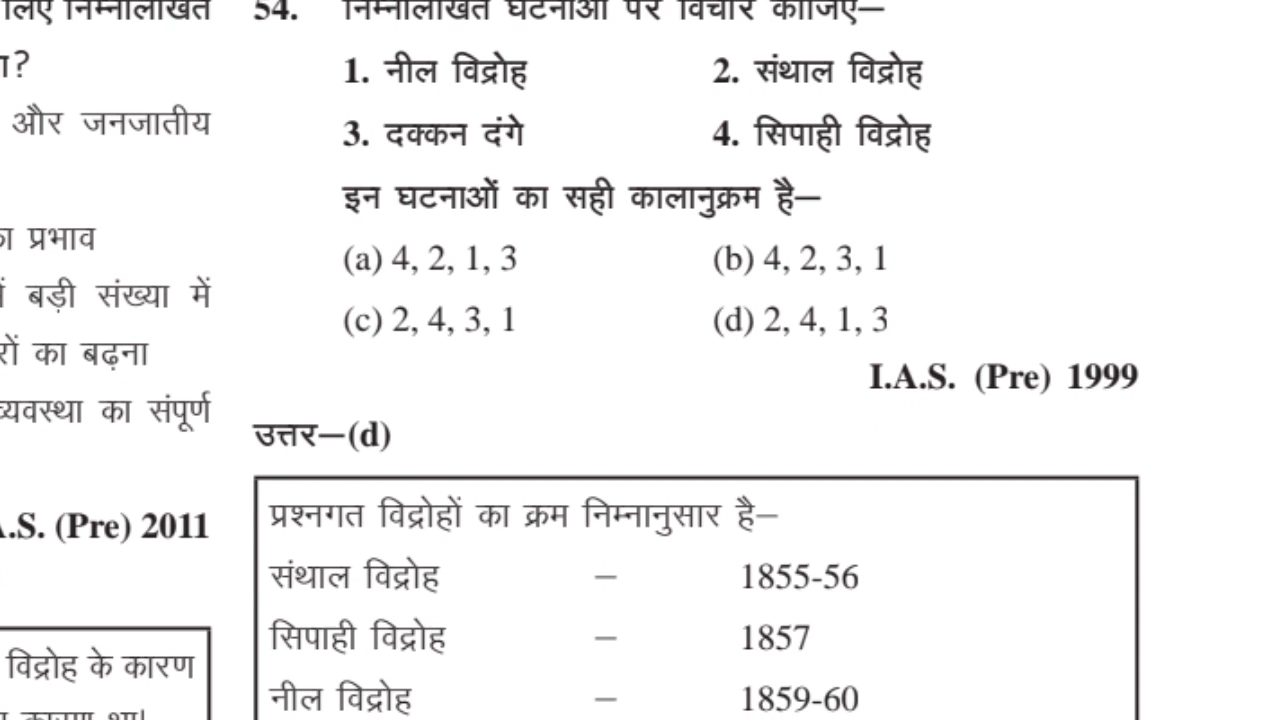 लिए निम्नलिखित
ा?
और जनजातीय
ा प्रभाव
ं बड़ी संख्या में
रों का बढ़ना
व्यवस्था का संपूर्ण
.S. (Pre) 2011
विद्रोह के कारण
54. निम्नलिखित घटनाओं पर विचार कीजिए–
1. नील विद्रोह 2. संथाल विद्रोह
3. दक्कन दंगे 4. सिपाही विद्रोह
इन घटनाओं का सही कालानुक्रम है–
(a) 4, 2, 1, 3 (b) 4, 2, 3, 1
(c) 2, 4, 3, 1 (d) 2, 4, 1, 3
I.A.S. (Pre) 1999
उत्तर–(d)
प्रश्नगत विद्रोहों का क्रम निम्नानुसार है–
संथाल विद्रोह – 1855-56
सिपाही विद्रोह – 1857
नील विद्रोह – 1859-60